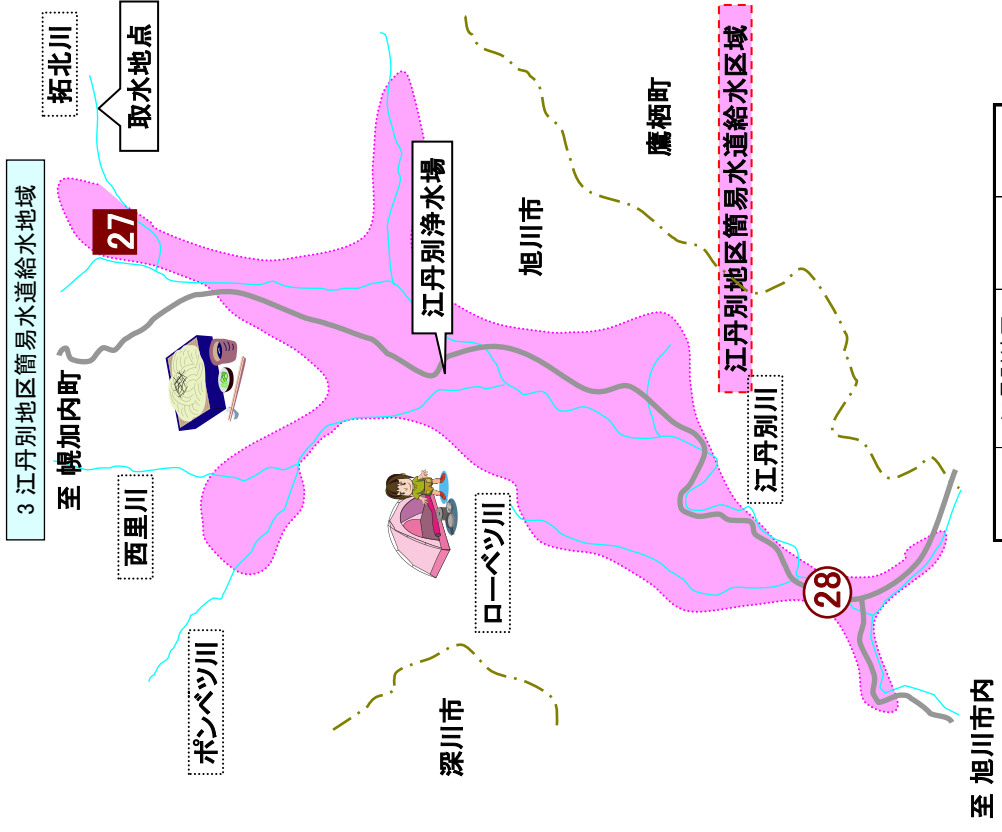 3 江丹別地区簡易水道給水地域
至 幌加内町
拓北川
取水地点
27
西里川
ポンベツ川
江丹別浄水場
深川市
ローベツ川
旭川市
鷹栖町
江丹別地区簡易水道給水区域
江丹別川
28
至 旭川市内